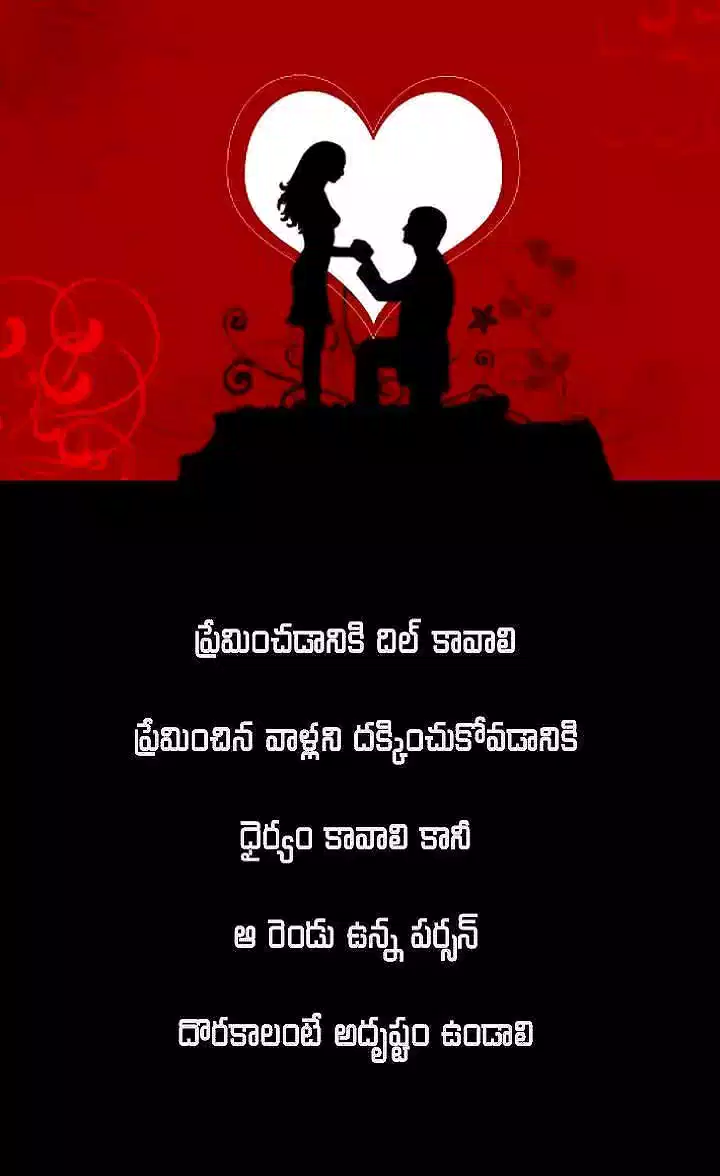 ప్రేమించడానికి దిల్ కావాలి
ప్రేమించిన వాళ్లని దక్కించుకోవడానికి
ధైర్యం కావాలి కానీ
ఆ రెండు ఉన్న పర్సన్
దొరకాలంటే అదృష్టం ఉండాలి